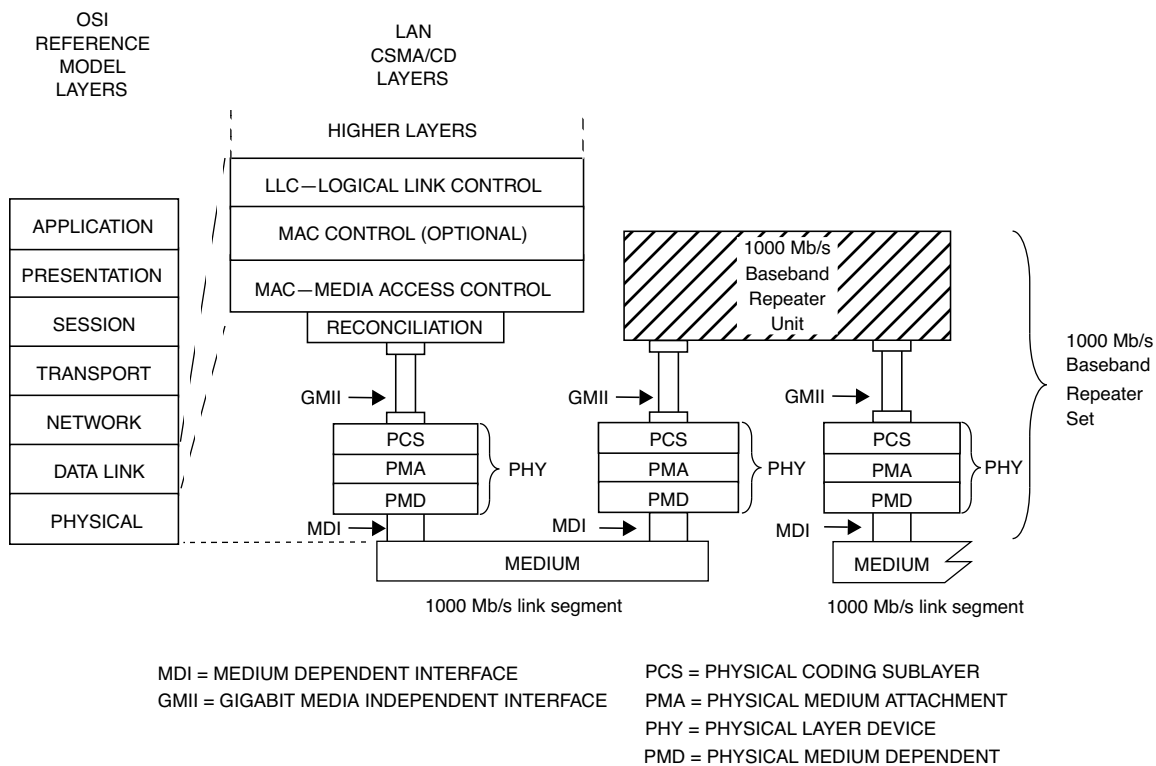 OSI
REFERENCE
MODEL
LAYERS
LAN
CSMA/CD
LAYERS
HIGHER LAYERS
LLC—LOGICAL LINK CONTROL
MAC CONTROL (OPTIONAL)
MAC—MEDIA ACCESS CONTROL
RECONCILIATION
APPLICATION
PRESENTATION
SESSION
TRANSPORT
NETWORK
DATA LINK
PHYSICAL
1000 Mb/s
Baseband
Repeater
Unit
1000 Mb/s
Baseband
Repeater
Set
GMII
GMII
GMII
PCS
PMA
PMD
PHY
PCS
PMA
PMD
PHY
PCS
PMA
PMD
PHY
MDI
MDI
MDI
MEDIUM
MEDIUM
1000 Mb/s link segment
1000 Mb/s link segment
MDI = MEDIUM DEPENDENT INTERFACE
GMII = GIGABIT MEDIA INDEPENDENT INTERFACE
PCS = PHYSICAL CODING SUBLAYER
PMA = PHYSICAL MEDIUM ATTACHMENT
PHY = PHYSICAL LAYER DEVICE
PMD = PHYSICAL MEDIUM DEPENDENT